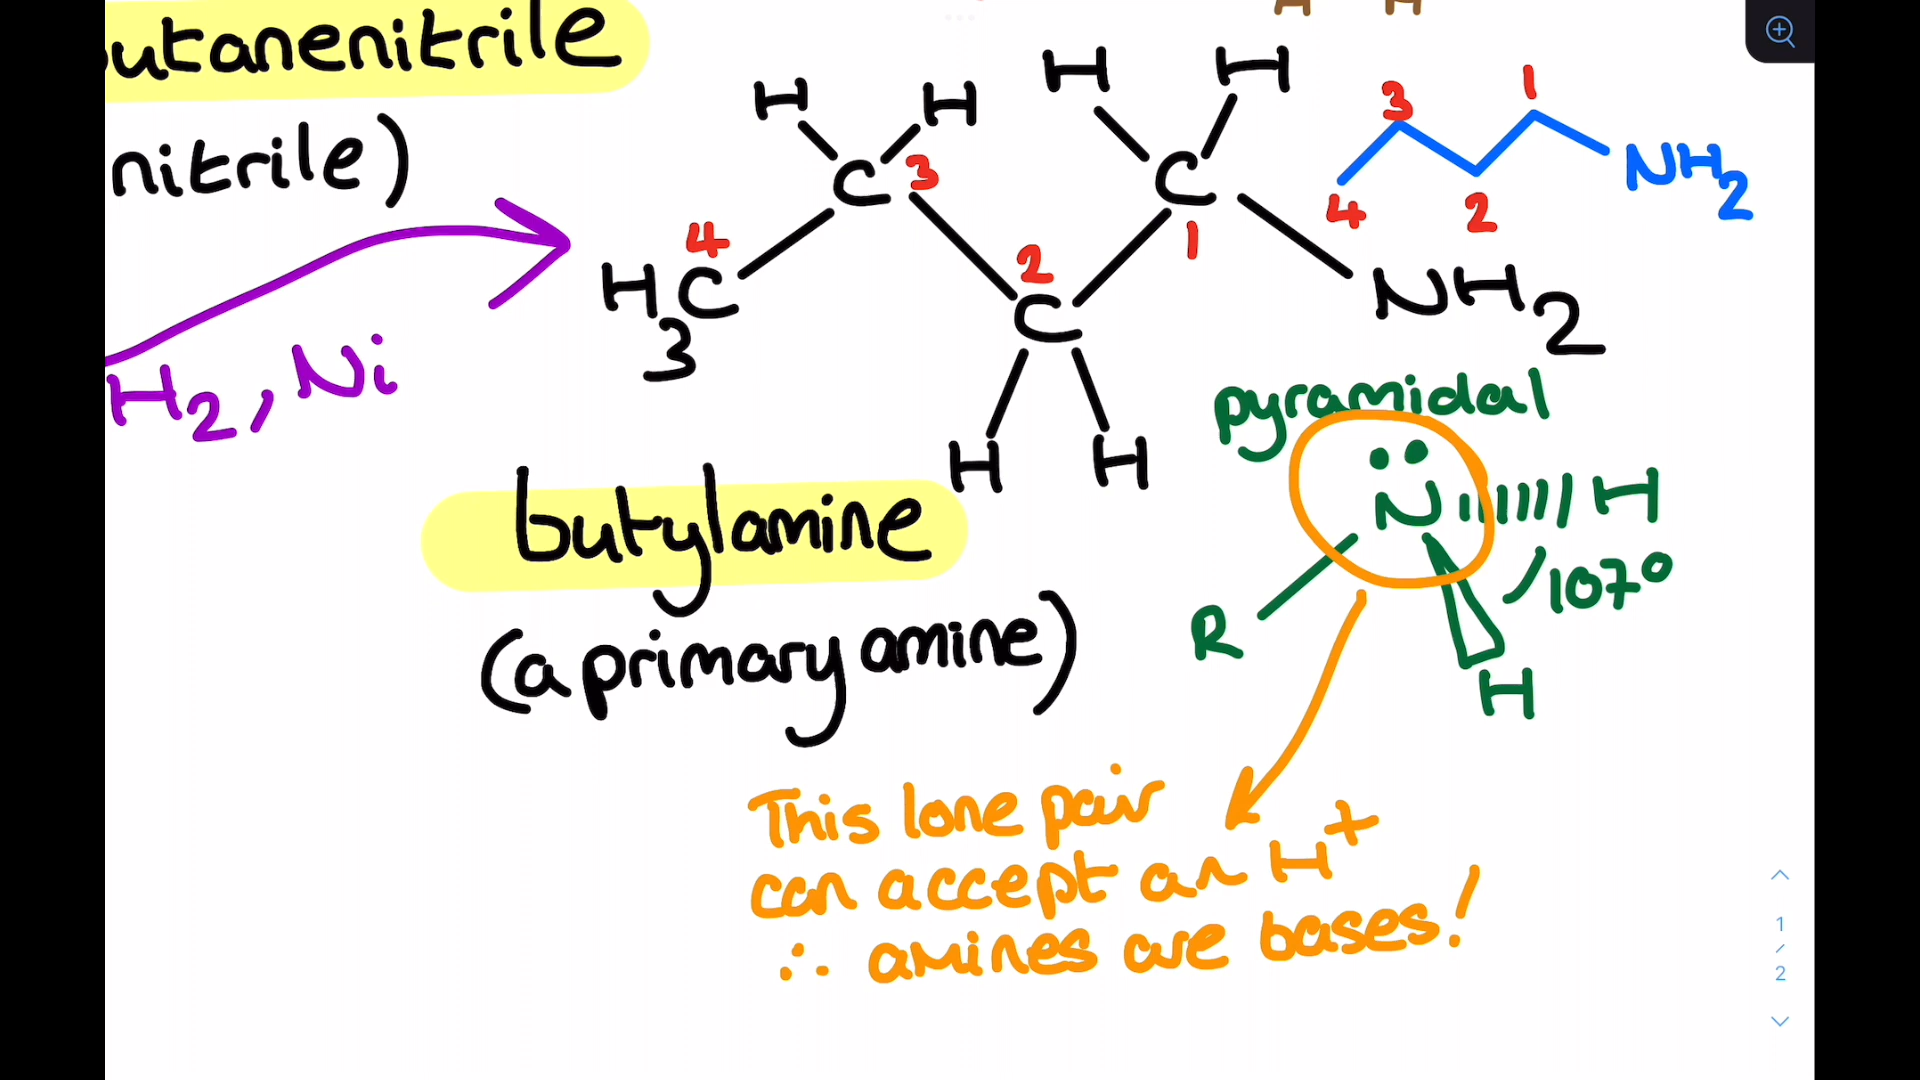 utanenitrile
nitrile)
H2, Ni
H H
C 3
4
H3C
2
C
H H
H H
C
1
NH2
3 1
4 2
NH2
butylamine
(a primary amine)
pyramidal
N H
107°
R
H
This lone pair
can accept an H+
∴ amines are bases!
1
/
2